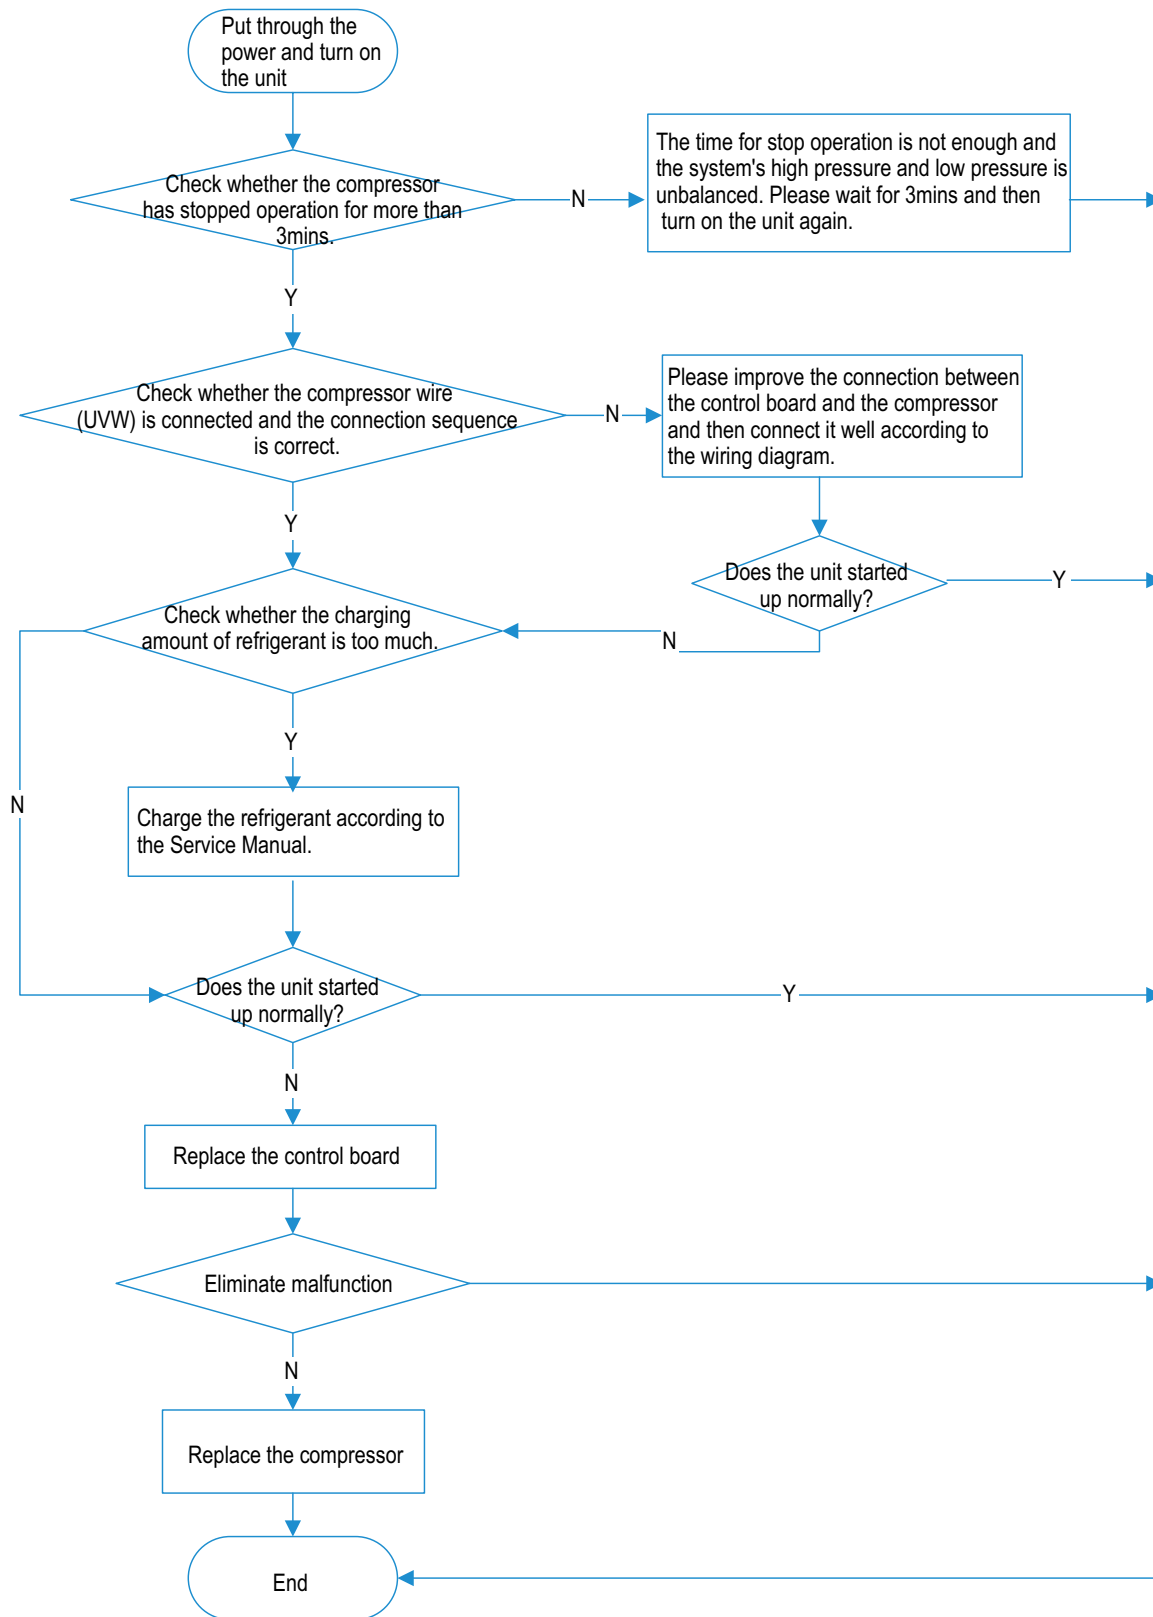 Put through the
power and turn on
the unit
Check whether the compressor
has stopped operation for more than
3mins.
N
The time for stop operation is not enough and
the system's high pressure and low pressure is
unbalanced. Please wait for 3mins and then
turn on the unit again.
Y
Check whether the compressor wire
(UVW) is connected and the connection sequence
is correct.
N
Please improve the connection between
the control board and the compressor
and then connect it well according to
the wiring diagram.
Y
Does the unit started
up normally?
Y
Check whether the charging
amount of refrigerant is too much.
N
Y
N
Charge the refrigerant according to
the Service Manual.
Does the unit started
up normally?
Y
N
Replace the control board
Eliminate malfunction
N
Replace the compressor
End